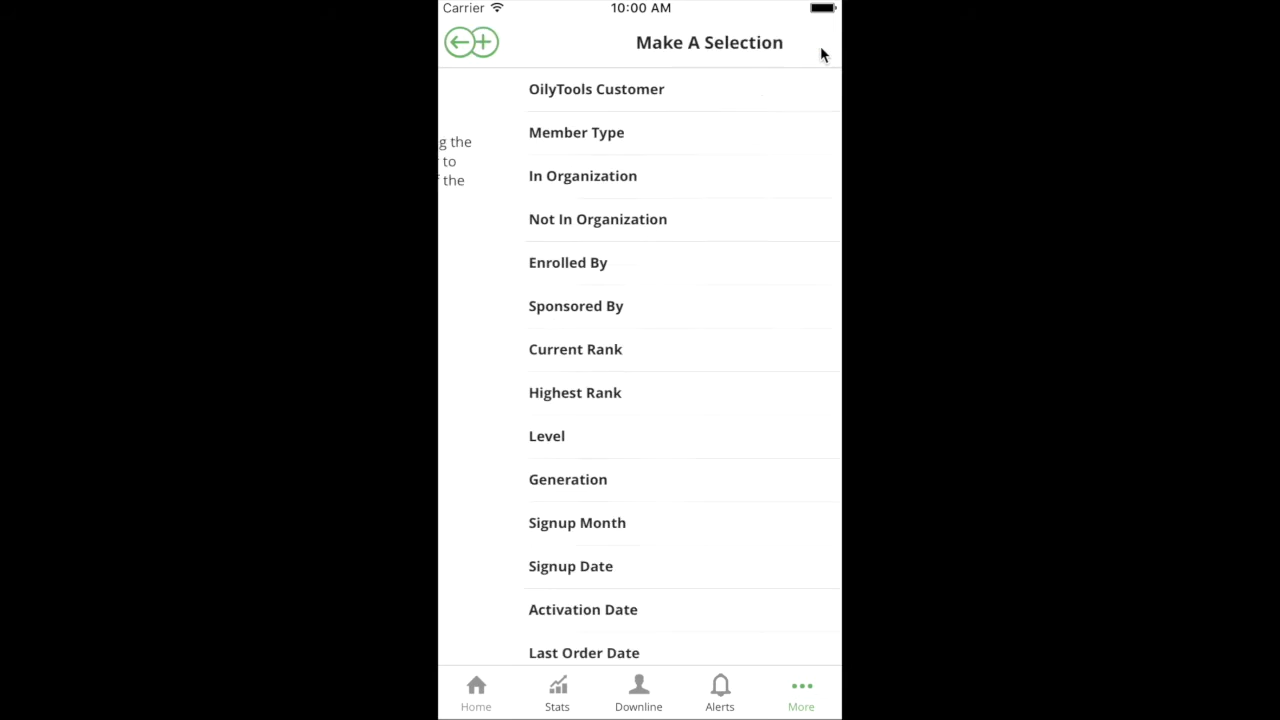 Carrier 10:00 AM
Make A Selection
g the
to
the
OilyTools Customer
Member Type
In Organization
Not In Organization
Enrolled By
Sponsored By
Current Rank
Highest Rank
Level
Generation
Signup Month
Signup Date
Activation Date
Last Order Date
Home Stats Downline Alerts More